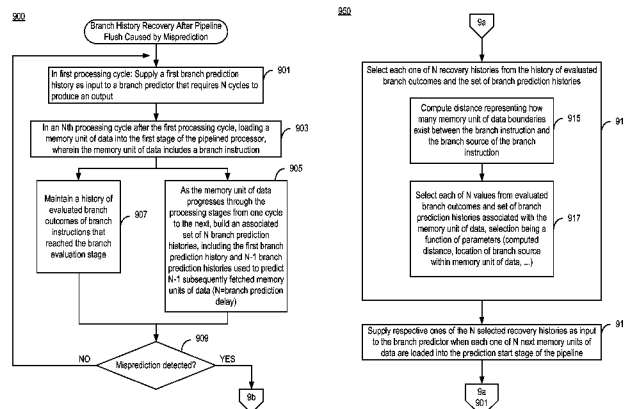 900
Branch History Recovery After Pipeline
Flush Caused by Misprediction
In first processing cycle: Supply a first branch prediction
history as input to a branch predictor that requires N cycles to
produce an output
901
In an Nth processing cycle after the first processing cycle, loading a
memory unit of data into the first stage of the pipelined processor,
wherein the memory unit of data includes a branch instruction
903
905
Maintain a history of
evaluated branch
outcomes of branch
instructions that
reached the branch
evaluation stage
907
As the memory unit of data
progresses through the
processing stages from one cycle
to the next, build an associated
set of N branch prediction
histories, including the first branch
prediction history and N-1 branch
prediction histories used to predict
N-1 subsequently fetched memory
units of data (N=branch prediction
delay)
909
NO
Misprediction detected?
YES
9b
950
9a
Select each one of N recovery histories from the history of evaluated
branch outcomes and the set of branch prediction histories
Compute distance representing
how many memory unit of data
boundaries exist between the
branch instruction and
the branch source of the branch
instruction
915
91
Select each of N values from evaluated
branch outcomes and set of branch
prediction histories associated with the
memory unit of data, selection being a
function of parameters (computed
distance, location of branch source
within memory unit of data, ...)
917
91
Supply respective ones of the N selected recovery histories as input
to the branch predictor when each one of N next memory units of
data are loaded into the prediction start stage of the pipeline
9a
901